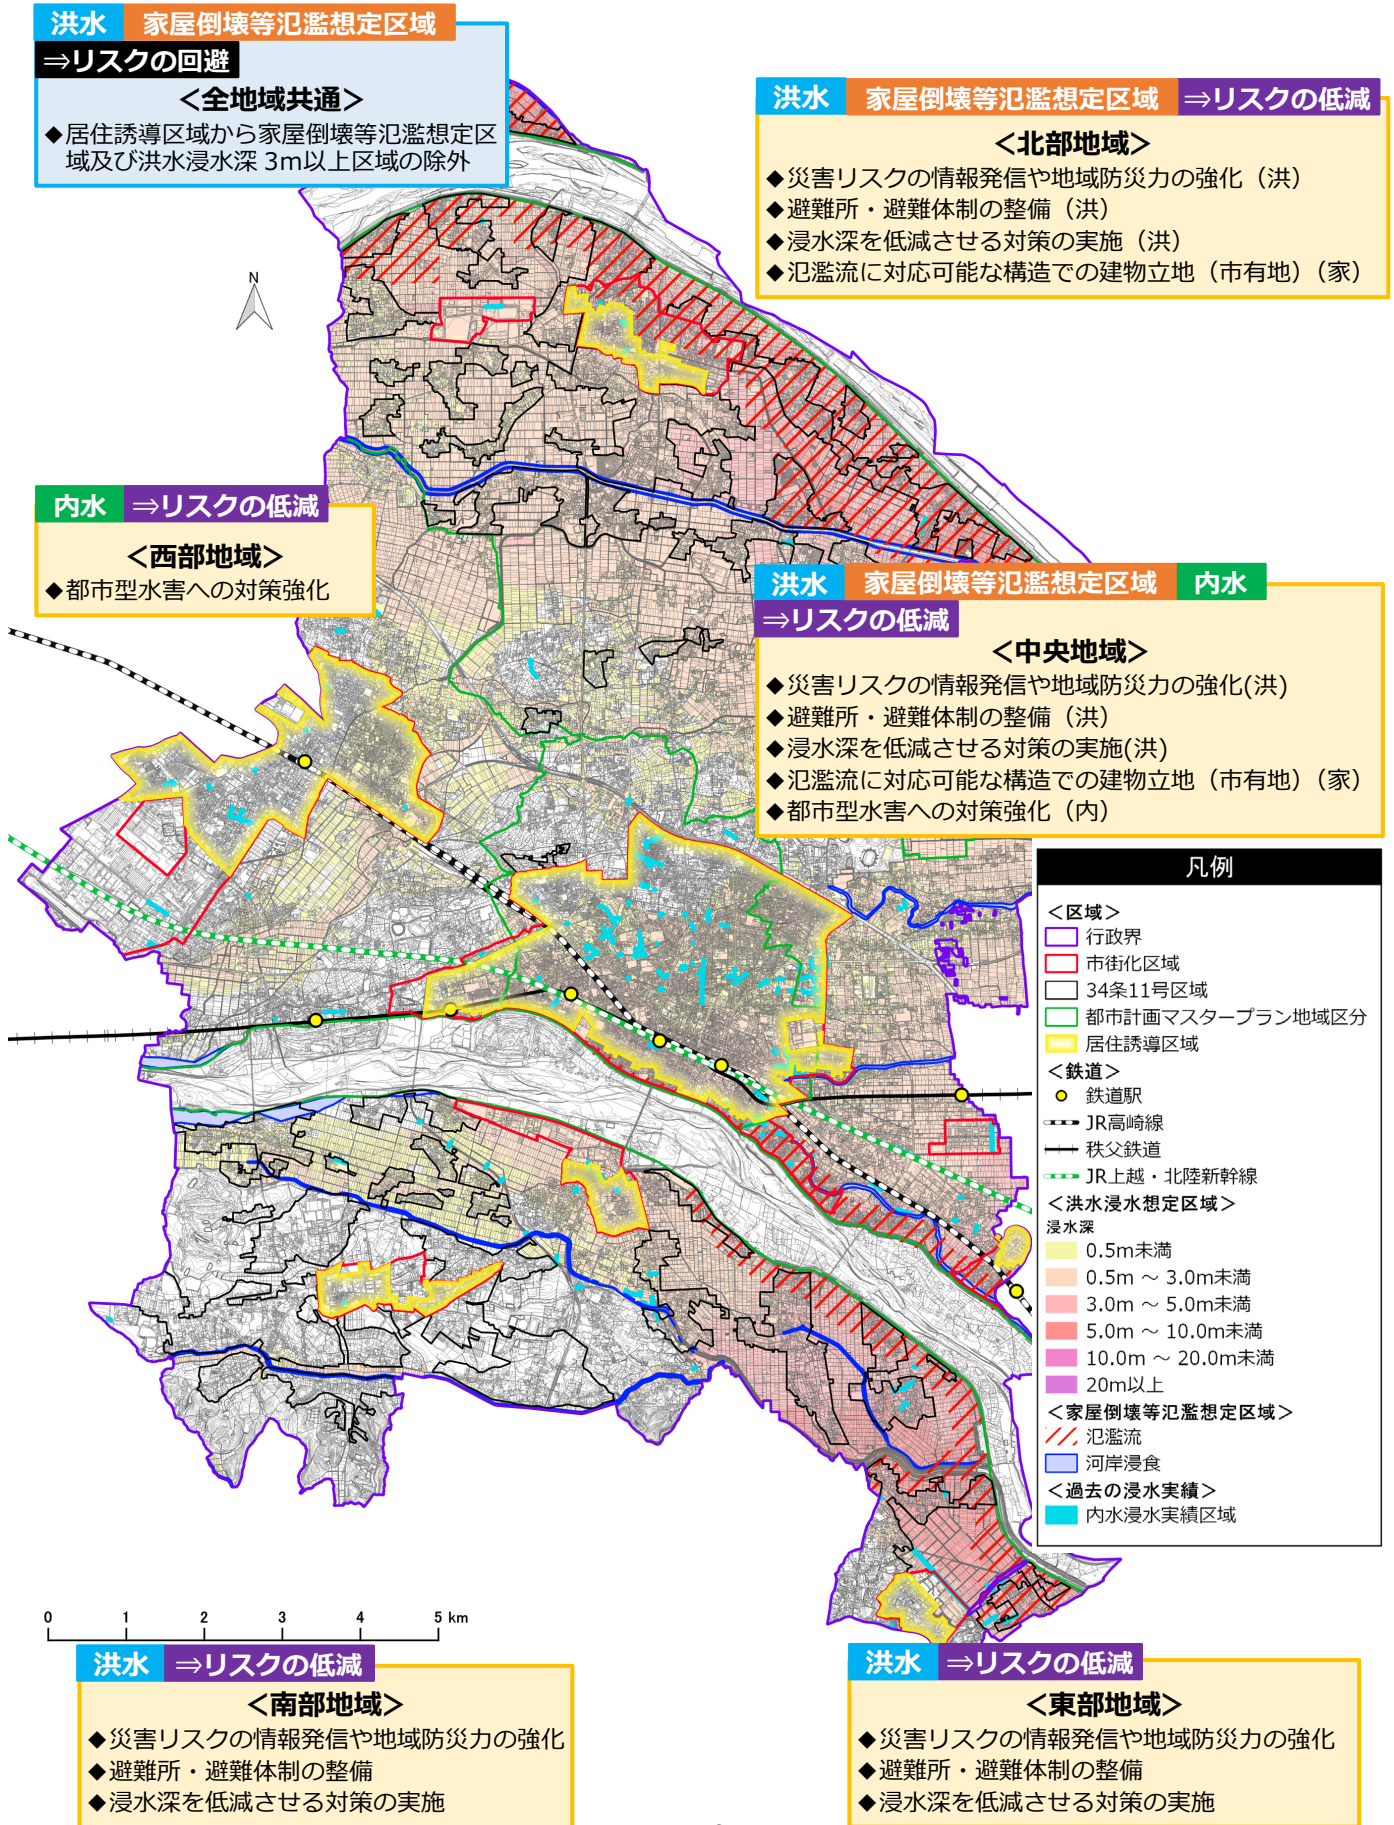 洪水 家屋倒壊等氾濫想定区域
⇒リスクの回避
＜全地域共通＞
◆居住誘導区域から家屋倒壊等氾濫想定区
域及び洪水浸水深 3m以上区域の除外
洪水 家屋倒壊等氾濫想定区域 ⇒リスクの低減
＜北部地域＞
◆災害リスクの情報発信や地域防災力の強化（洪）
◆避難所・避難体制の整備（洪）
◆浸水深を低減させる対策の実施（洪）
◆氾濫流に対応可能な構造での建物立地（市有地）（家）
N
内水 ⇒リスクの低減
＜西部地域＞
◆都市型水害への対策強化
洪水 家屋倒壊等氾濫想定区域 内水
⇒リスクの低減
＜中央地域＞
◆災害リスクの情報発信や地域防災力の強化(洪)
◆避難所・避難体制の整備（洪）
◆浸水深を低減させる対策の実施(洪)
◆氾濫流に対応可能な構造での建物立地（市有地）（家）
◆都市型水害への対策強化（内）
凡例
＜区域＞
行政界
市街化区域
34条11号区域
都市計画マスタープラン地域区分
居住誘導区域
＜鉄道＞
鉄道駅
JR高崎線
秩父鉄道
JR上越・北陸新幹線
＜洪水浸水想定区域＞
浸水深
0.5m未満
0.5m ～ 3.0m未満
3.0m ～ 5.0m未満
5.0m ～ 10.0m未満
10.0m ～ 20.0m未満
20m以上
＜家屋倒壊等氾濫想定区域＞
氾濫流
河岸浸食
＜過去の浸水実績＞
内水浸水実績区域
0 1 2 3 4 5 km
洪水 ⇒リスクの低減
＜南部地域＞
◆災害リスクの情報発信や地域防災力の強化
◆避難所・避難体制の整備
◆浸水深を低減させる対策の実施
洪水 ⇒リスクの低減
＜東部地域＞
◆災害リスクの情報発信や地域防災力の強化
◆避難所・避難体制の整備
◆浸水深を低減させる対策の実施